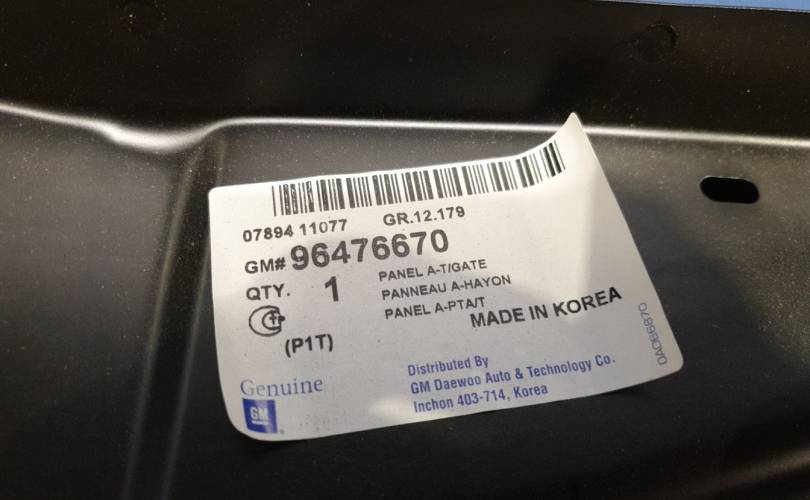 07894 11077 GR.12.179
GM# 96476670
QTY. 1
PANEL A-T/GATE
PANNEAU A-HAYON
PANEL A-PTA/T
MADE IN KOREA
(P1T)
Genuine
GM
Distributed By
GM Daewoo Auto & Technology Co.
Inchon 403-714, Korea